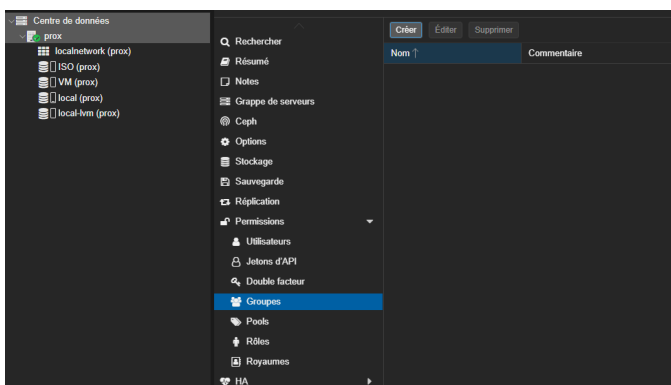 Centre de données
prox
localnetwork (prox)
ISO (prox)
VM (prox)
local (prox)
local-lvm (prox)
Rechercher
Résumé
Notes
Grappe de serveurs
Ceph
Options
Stockage
Sauvegarde
Réplication
Permissions
Utilisateurs
Jetons d'API
Double facteur
Groupes
Pools
Rôles
Royaumes
HA
Créer Éditer Supprimer
Nom ↑ Commentaire